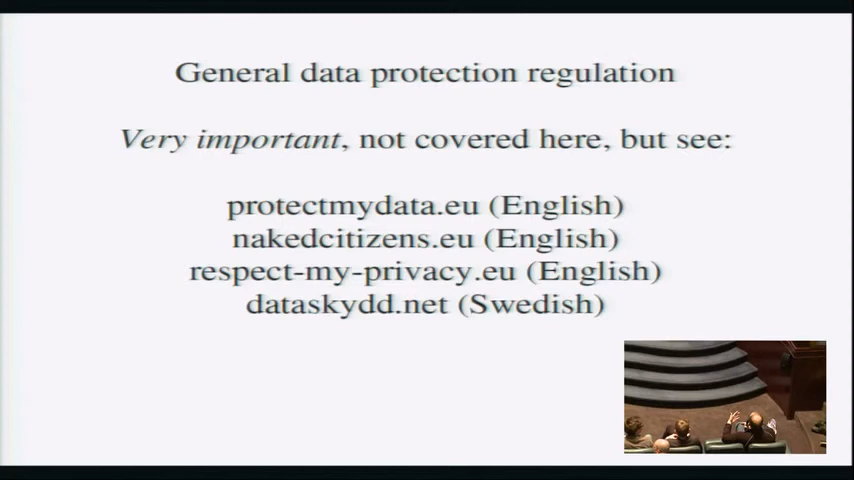 General data protection regulation
Very important, not covered here, but see:
protectmydata.eu (English)
nakedcitizens.eu (English)
respect-my-privacy.eu (English)
dataskydd.net (Swedish)